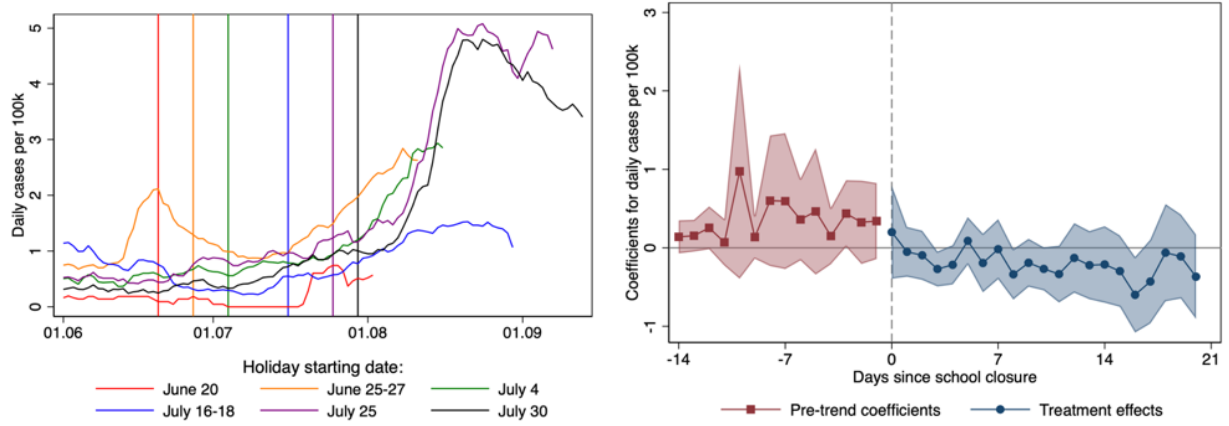 Daily cases per 100k
5
4
3
2
1
0
01.06
01.07
01.08
01.09
Holiday starting date:
June 20
June 25-27
July 4
July 16-18
July 25
July 30
Coefficients for daily cases per 100k
3
2
1
0
-1
-14
-7
0
7
14
21
Days since school closure
Pre-trend coefficients
Treatment effects